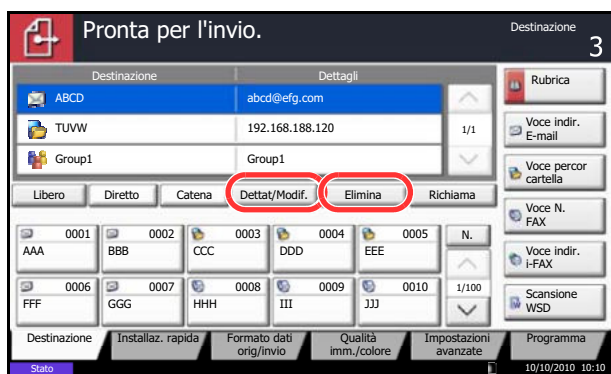 Pronta per l'invio.
Destinazione
3
Destinazione Dettagli
ABCD abcd@efg.com
TUVW 192.168.188.120
1/1
Group1 Group1
Libero Diretto Catena Dettat/Modif. Elimina Richiama
0001 0002 0003 0004 0005 N.
AAA BBB CCC DDD EEE
0006 0007 0008 0009 0010 1/100
FFF GGG HHH III JJJ
Rubrica
Voce indir.
E-mail
Voce percor
cartella
Voce N.
FAX
Voce indir.
i-FAX
Scansione
WSD
Destinazione Installaz. rapida Formato dati
orig/invio
Qualità
imm./colore
Impostazioni
avanzate
Programma
Stato 10/10/2010 10:10